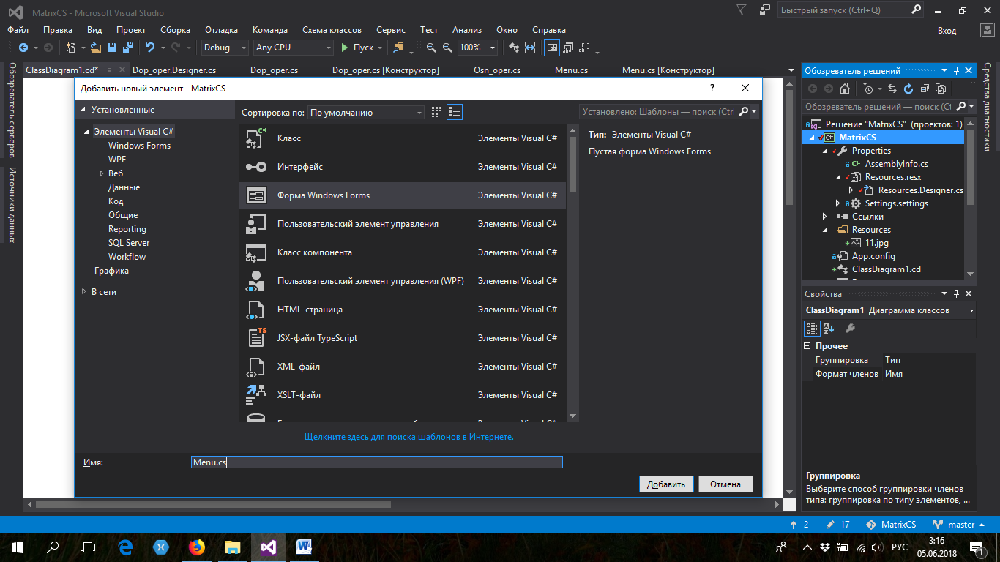 MatrixCS - Microsoft Visual Studio
Быстрый запуск (Ctrl+Q)
Файл Правка Вид Проект Сборка Отладка Команда Схема классов Сервис Тест Анализ Окно Справка
Вход
Debug Any CPU Пуск 100%
ClassDiagram1.cd* Dop_oper.Designer.cs Dop_oper.cs Dop_oper.cs [Конструктор] Osn_oper.cs Menu.cs Menu.cs [Конструктор]
Обозреватель серверов
Источники данных
Добавить новый элемент - MatrixCS
? 
Установленные
Элементы Visual C#
Windows Forms
WPF
Веб
Данные
Код
Общие
Reporting
SQL Server
Workflow
Графика
В сети
Сортировка по: По умолчанию
Класс Элементы Visual C#
Интерфейс Элементы Visual C#
Форма Windows Forms Элементы Visual C#
Пользовательский элемент управления Элементы Visual C#
Класс компонента Элементы Visual C#
Пользовательский элемент управления (WPF) Элементы Visual C#
HTML-страница Элементы Visual C#
JSX-файл TypeScript Элементы Visual C#
XML-файл Элементы Visual C#
XSLT-файл Элементы Visual C#
Щелкните здесь для поиска шаблонов в Интернете.
Установлено: Шаблоны — поиск (Ctr
Тип: Элементы Visual C#
Пустая форма Windows Forms
Имя: Menu.cs
Добавить Отмена
Обозреватель решений
Обозреватель решений — поиск (Ct
Решение "MatrixCS" (проектов: 1)
C# MatrixCS
Properties
C# AssemblyInfo.cs
Resources.resx
Resources.Designer.cs
Settings.settings
Ссылки
Resources
11.jpg
App.config
ClassDiagram1.cd
Свойства
ClassDiagram1 Диаграмма классов
Прочее
Группировка Тип
Формат членов Имя
Группировка
Выберите способ группировки членов
типа: группировка по типу элементов, ...
Средства диагностики
2 17 MatrixCS master
РУС
3:16
05.06.2018
1